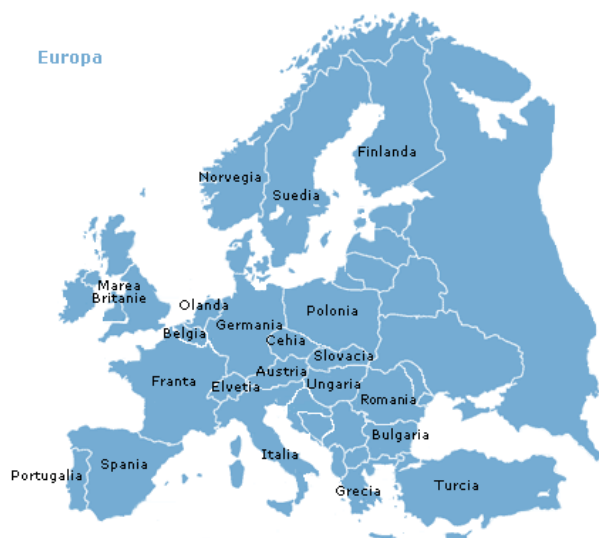 Europa
Finlanda
Norvegia
Suedia
Marea
Britanie
Olanda
Polonia
Germania
Belgia
Cehia
Slovacia
Austria
Franta
Elvetia
Ungaria
Romania
Bulgaria
Italia
Spania
Portugalia
Grecia
Turcia